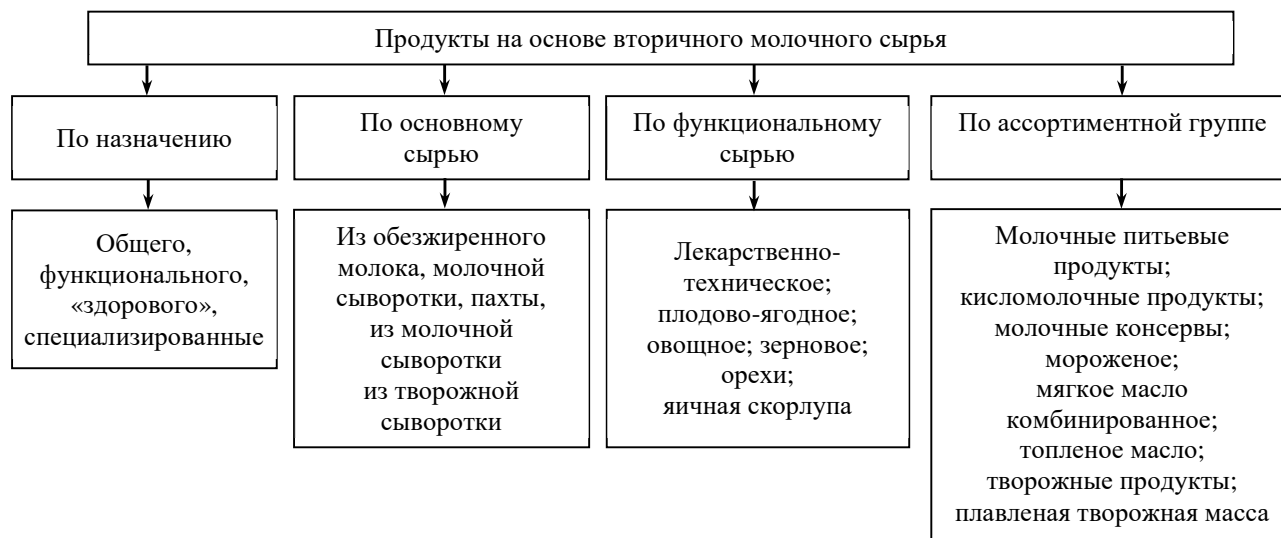 Продукты на основе вторичного молочного сырья
По назначению
По основному
сырью
По функциональному
сырью
По ассортиментной группе
Общего,
функционального,
«здорового»,
специализированные
Из обезжиренного
молока, молочной
сыворотки, пахты,
из молочной
сыворотки
из творожной
сыворотки
Лекарственно-
техническое;
плодово-ягодное;
овощное; зерновое;
орехи;
яичная скорлупа
Молочные питьевые
продукты;
кисломолочные продукты;
молочные консервы;
мороженое;
мягкое масло
комбинированное;
топленое масло;
творожные продукты;
плавленая творожная масса